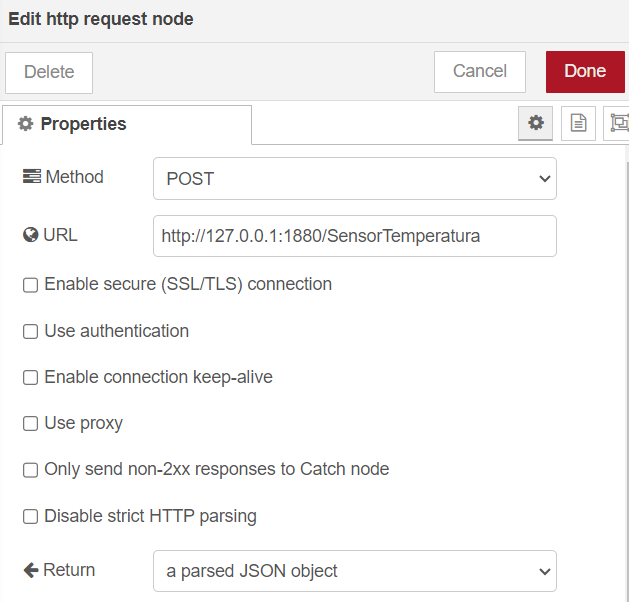 Edit http request node
Delete
Cancel
Done
Properties
Method
POST
URL
http://127.0.0.1:1880/SensorTemperatura
Enable secure (SSL/TLS) connection
Use authentication
Enable connection keep-alive
Use proxy
Only send non-2xx responses to Catch node
Disable strict HTTP parsing
Return
a parsed JSON object